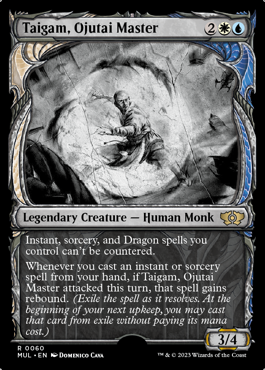 Taigam, Ojutai Master 2
Legendary Creature — Human Monk
Instant, sorcery, and Dragon spells you
control can't be countered.
Whenever you cast an instant or sorcery
spell from your hand, if Taigam, Ojutai
Master attacked this turn, that spell gains
rebound. (Exile the spell as it resolves. At the
beginning of your next upkeep, you may cast
that card from exile without paying its mana
cost.)
3/4
R 0060
MUL • EN DOMENICO CAVA
™ & © 2023 Wizards of the Coast